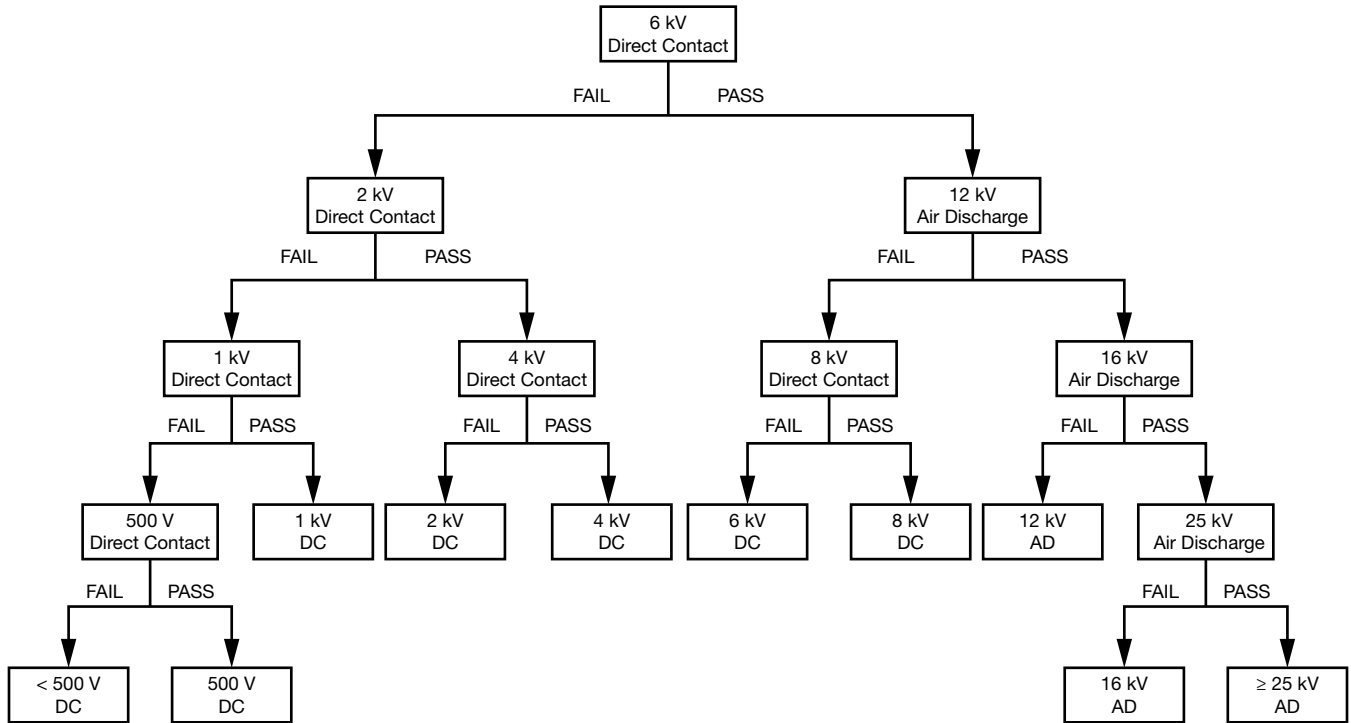 6 kV
Direct Contact
FAIL PASS
2 kV
Direct Contact
12 kV
Air Discharge
FAIL PASS
FAIL PASS
1 kV
Direct Contact
4 kV
Direct Contact
8 kV
Direct Contact
16 kV
Air Discharge
FAIL PASS
FAIL PASS
FAIL PASS
FAIL PASS
500 V
Direct Contact
1 kV
DC
2 kV
DC
4 kV
DC
6 kV
DC
8 kV
DC
12 kV
AD
25 kV
Air Discharge
FAIL PASS
FAIL PASS
< 500 V
DC
500 V
DC
16 kV
AD
≥ 25 kV
AD